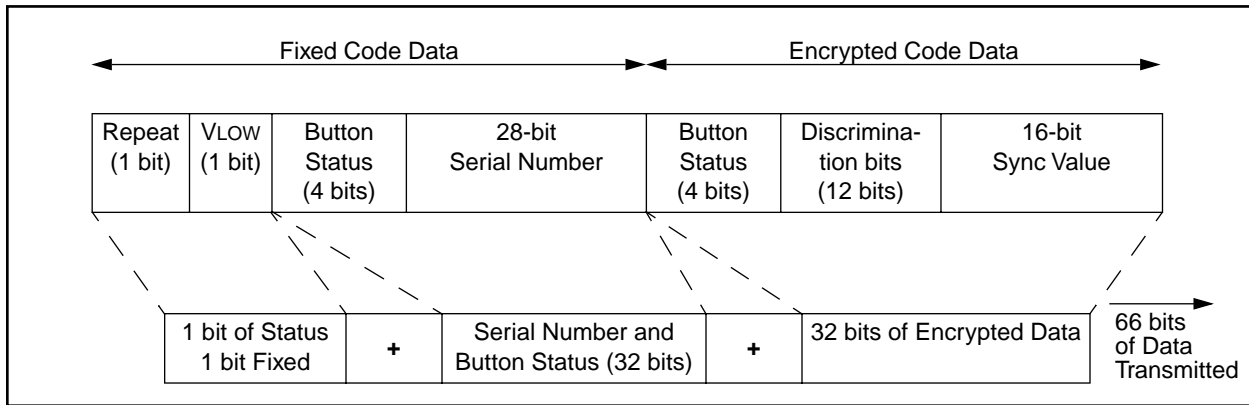 Fixed Code Data
Encrypted Code Data
Repeat
(1 bit)
VLOW
(1 bit)
Button
Status
(4 bits)
28-bit
Serial Number
Button
Status
(4 bits)
Discrimina-
tion bits
(12 bits)
16-bit
Sync Value
1 bit of Status
1 bit Fixed
+
Serial Number and
Button Status (32 bits)
+
32 bits of Encrypted Data
66 bits
of Data
Transmitted